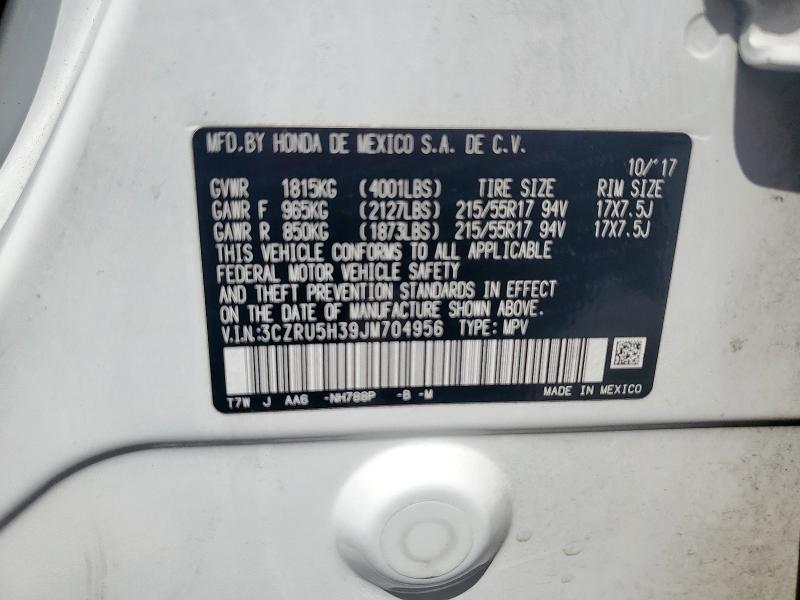 MFD. BY HONDA DE MEXICO S.A. DE C.V.
10/'17
GVWR 1815KG (4001LBS) TIRE SIZE RIM SIZE
GAWR F 965KG (2127LBS) 215/55R17 94V 17X7.5J
GAWR R 850KG (1873LBS) 215/55R17 94V 17X7.5J
THIS VEHICLE CONFORMS TO ALL APPLICABLE
FEDERAL MOTOR VEHICLE SAFETY
AND THEFT PREVENTION STANDARDS IN EFFECT
ON THE DATE OF MANUFACTURE SHOWN ABOVE.
V.I.N:3CZRU5H39JM704956 TYPE: MPV
T7W J AA6 -NH788P -B -M MADE IN MEXICO